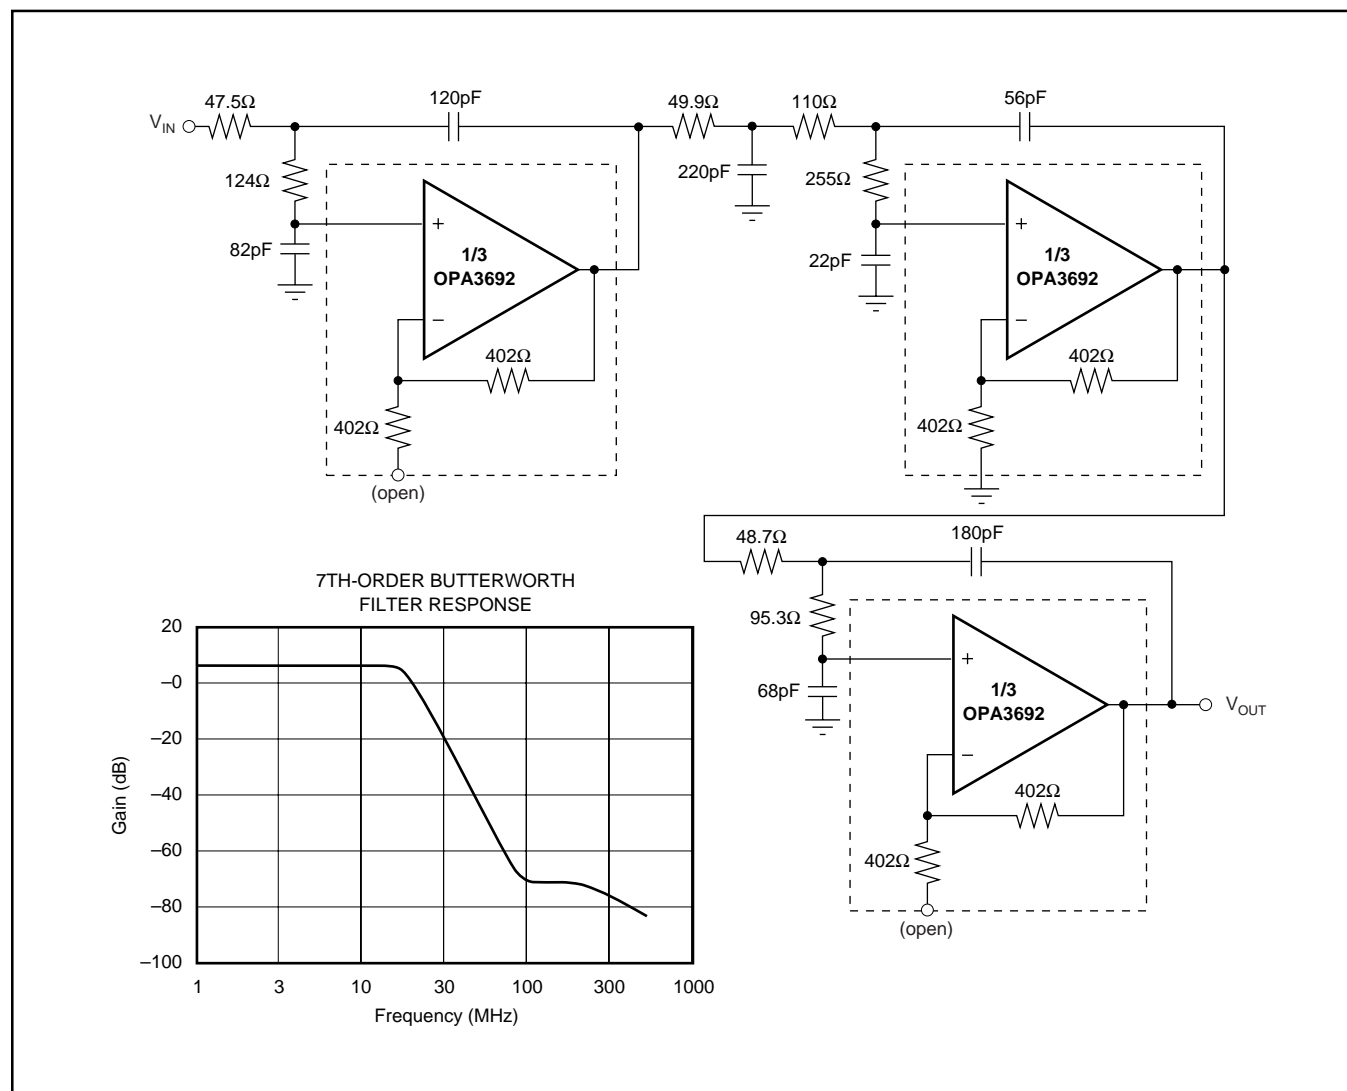 47.5Ω
120pF
49.9Ω
110Ω
56pF
V_IN
124Ω
220pF
255Ω
82pF
+
1/3
OPA3692
−
22pF
+
1/3
OPA3692
−
402Ω
402Ω
402Ω
402Ω
(open)
48.7Ω
180pF
95.3Ω
68pF
+
1/3
OPA3692
−
V_OUT
402Ω
402Ω
(open)
7TH-ORDER BUTTERWORTH
FILTER RESPONSE
20
–0
–20
–40
–60
–80
–100
Gain (dB)
1 3 10 30 100 300 1000
Frequency (MHz)